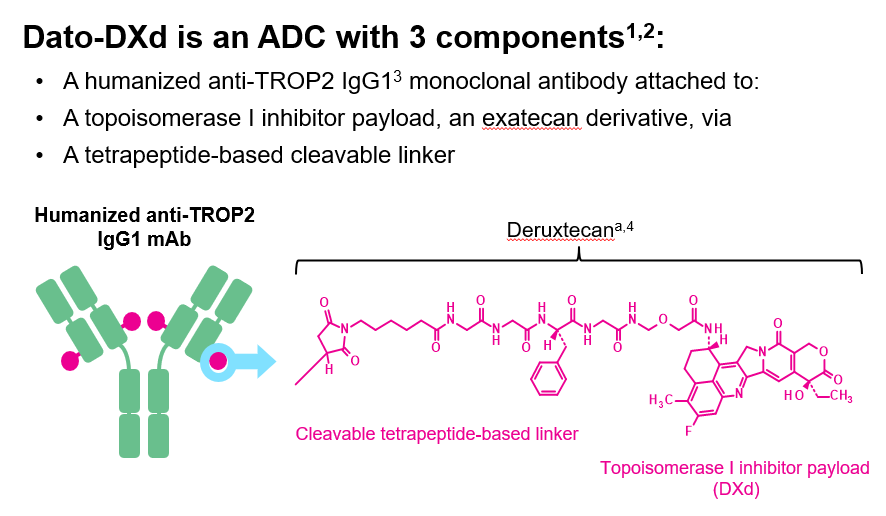 Dato-DXd is an ADC with 3 components1,2:
• A humanized anti-TROP2 IgG13 monoclonal antibody attached to:
• A topoisomerase I inhibitor payload, an exatecan derivative, via
• A tetrapeptide-based cleavable linker
Humanized anti-TROP2
IgG1 mAb
Deruxtecana,4
O
N
O
H
O
H
N
O
N
H
O
H
N
H
O
N
H
O
H
N
O
O
NH
H
O
N
O
O
N
HO
CH3
H3C
F
Cleavable tetrapeptide-based linker
Topoisomerase I inhibitor payload
(DXd)